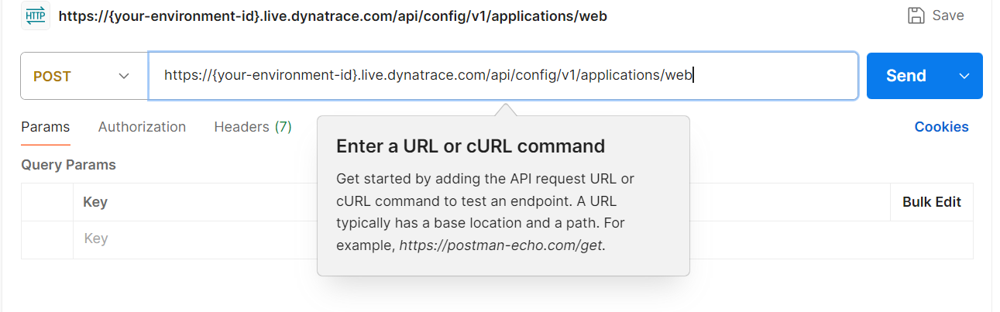 HTTP https://{your-environment-id}.live.dynatrace.com/api/config/v1/applications/web Save
POST https://{your-environment-id}.live.dynatrace.com/api/config/v1/applications/web Send
Params Authorization Headers (7) Cookies
Query Params
Key Bulk Edit
Key
Enter a URL or cURL command
Get started by adding the API request URL or
cURL command to test an endpoint. A URL
typically has a base location and a path. For
example, https://postman-echo.com/get.